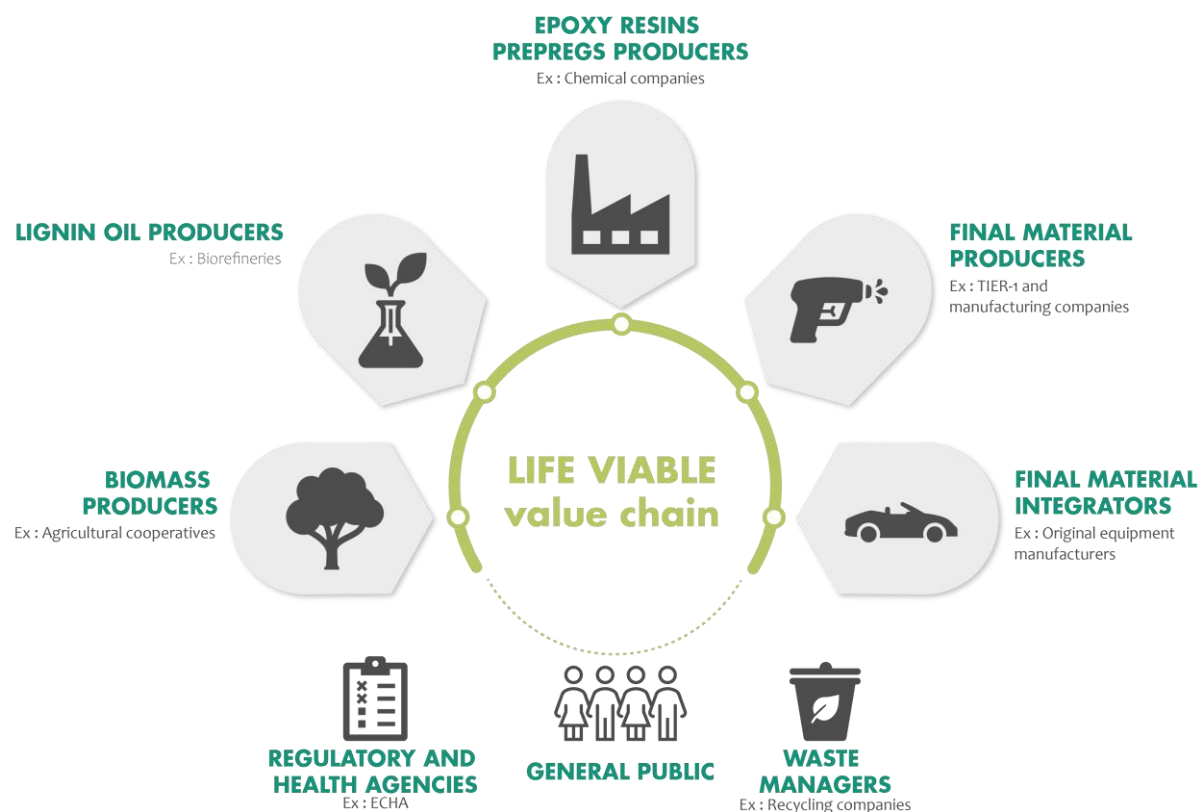 EPOXY RESINS
PREPREGS PRODUCERS
Ex : Chemical companies
LIGNIN OIL PRODUCERS
Ex : Biorefineries
FINAL MATERIAL
PRODUCERS
Ex : TIER-1 and
manufacturing companies
BIOMASS
PRODUCERS
Ex : Agricultural cooperatives
LIFE VIABLE
value chain
FINAL MATERIAL
INTEGRATORS
Ex : Original equipment
manufacturers
REGULATORY AND
HEALTH AGENCIES
Ex : ECHA
GENERAL PUBLIC
WASTE
MANAGERS
Ex : Recycling companies